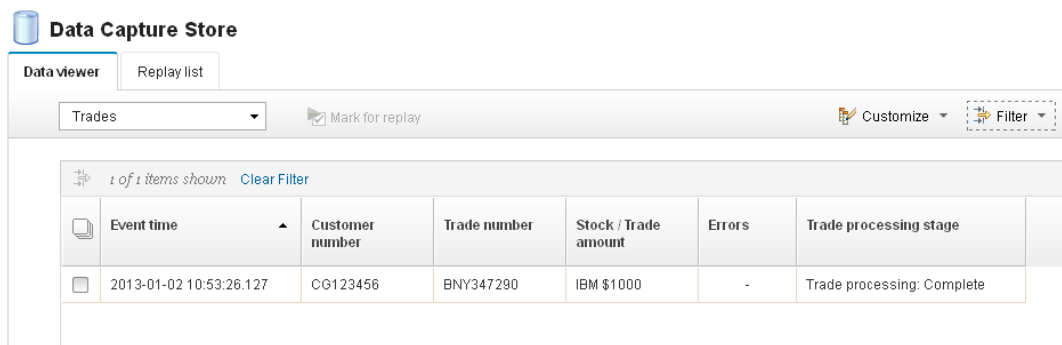 Data Capture Store
Data viewer Replay list
Trades Mark for replay Customize Filter
1 of 1 items shown Clear Filter
Event time Customer number Trade number Stock / Trade amount Errors Trade processing stage
2013-01-02 10:53:26.127 CG123456 BNY347290 IBM $1000 - Trade processing: Complete